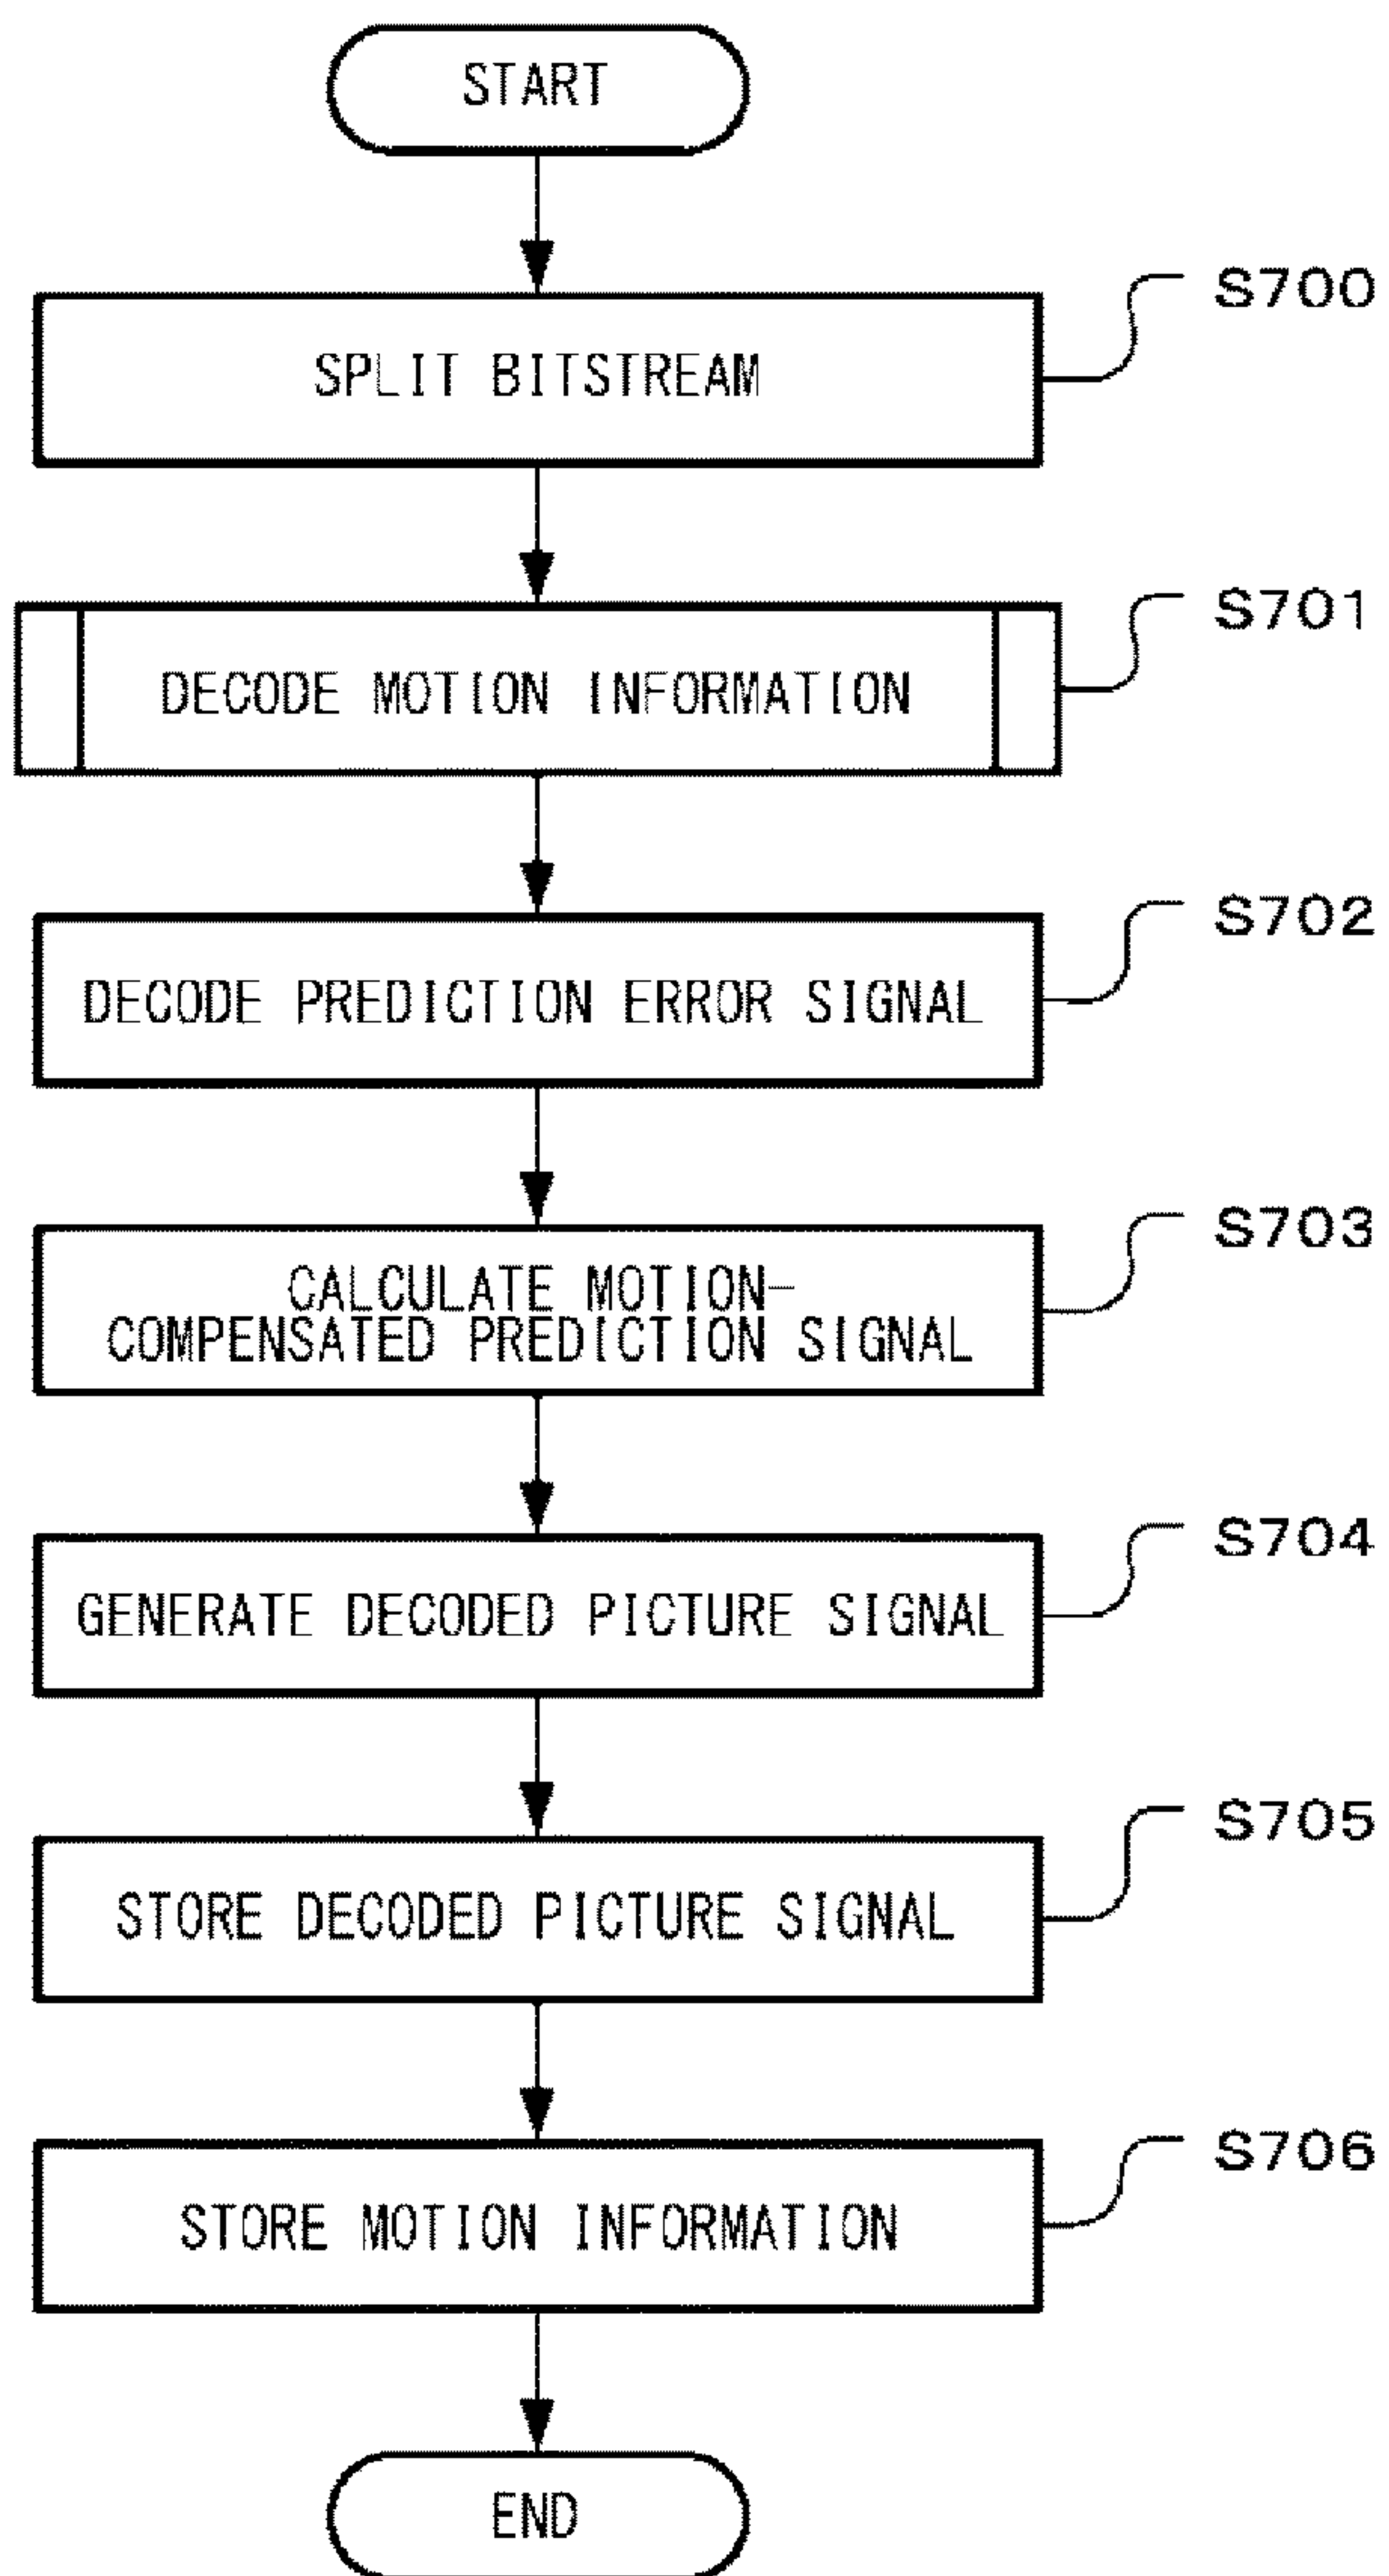 START
SPLIT BITSTREAM
S700
DECODE MOTION INFORMATION
S701
DECODE PREDICTION ERROR SIGNAL
S702
CALCULATE MOTION-
COMPENSATED PREDICTION SIGNAL
S703
GENERATE DECODED PICTURE SIGNAL
S704
STORE DECODED PICTURE SIGNAL
S705
STORE MOTION INFORMATION
S706
END